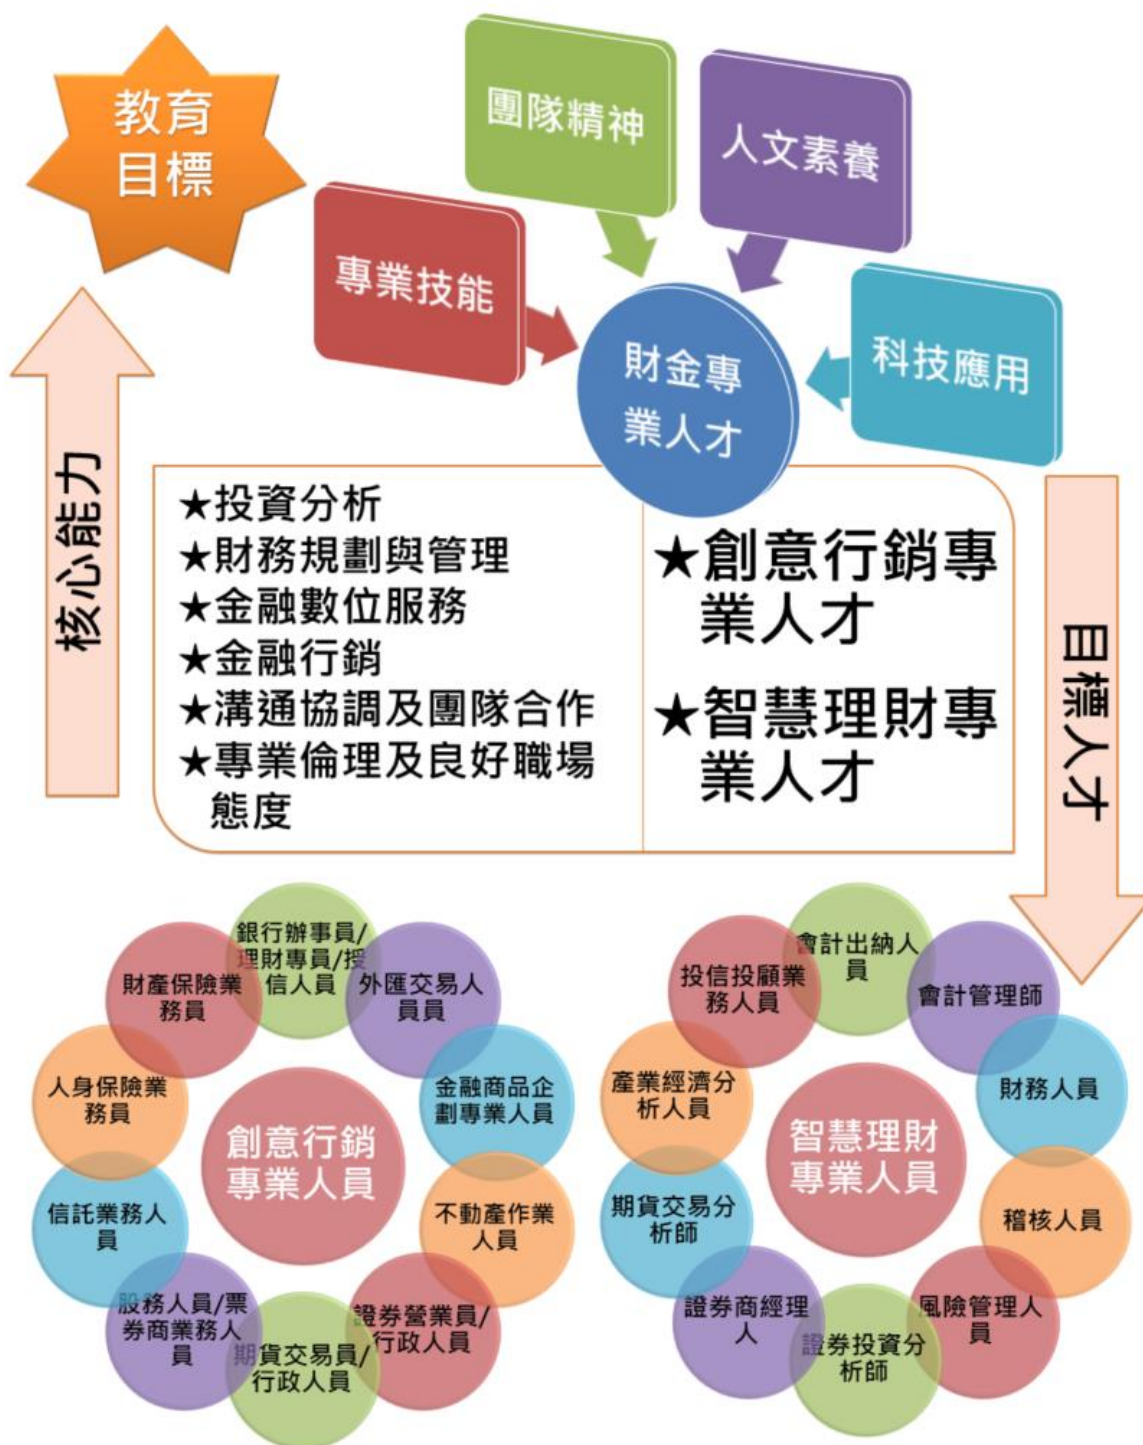 教育
目標
團隊精神
人文素養
專業技能
科技應用
財金專
業人才
核心能力
★投資分析
★財務規劃與管理
★金融數位服務
★金融行銷
★溝通協調及團隊合作
★專業倫理及良好職場
態度
★創意行銷專
業人才
★智慧理財專
業人才
目標人才
銀行辦事員/
理財專員/授
信人員
外匯交易人
員員
金融商品企
劃專業人員
不動產作業
人員
證券營業員/
行政人員
期貨交易員/
行政人員
股務人員/票
券商業務人
員
信託業務人
員
人身保險業
務員
財產保險業
務員
創意行銷
專業人員
會計出納人
員
會計管理師
財務人員
稽核人員
風險管理人
員
證券投資分
析師
證券商經理
人
期貨交易分
析師
產業經濟分
析人員
投信投顧業
務人員
智慧理財
專業人員